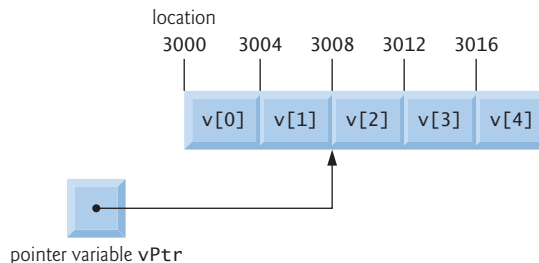 location
3000 3004 3008 3012 3016
v[0] v[1] v[2] v[3] v[4]
pointer variable vPtr